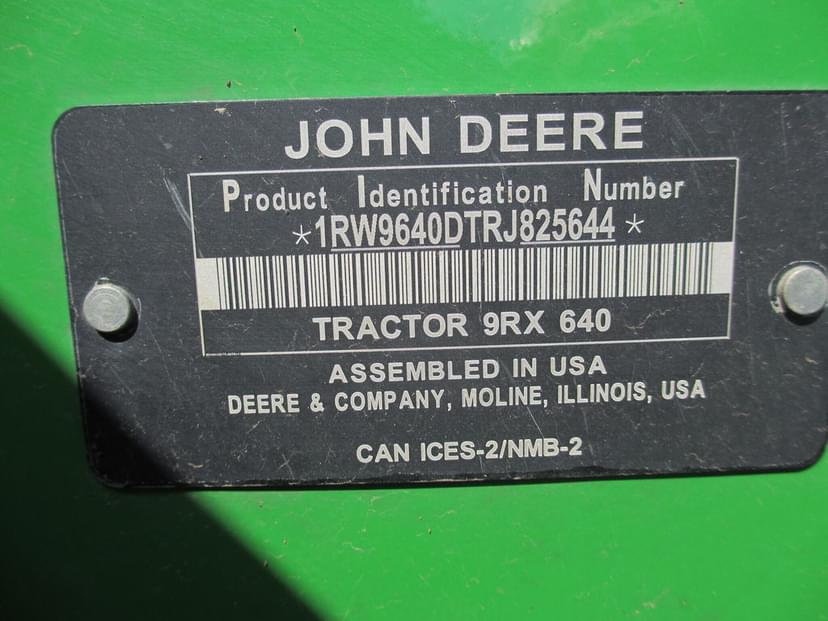 JOHN DEERE
Product Identification Number
*1RW9640DTRJ825644*
TRACTOR 9RX 640
ASSEMBLED IN USA
DEERE & COMPANY, MOLINE, ILLINOIS, USA
CAN ICES-2/NMB-2